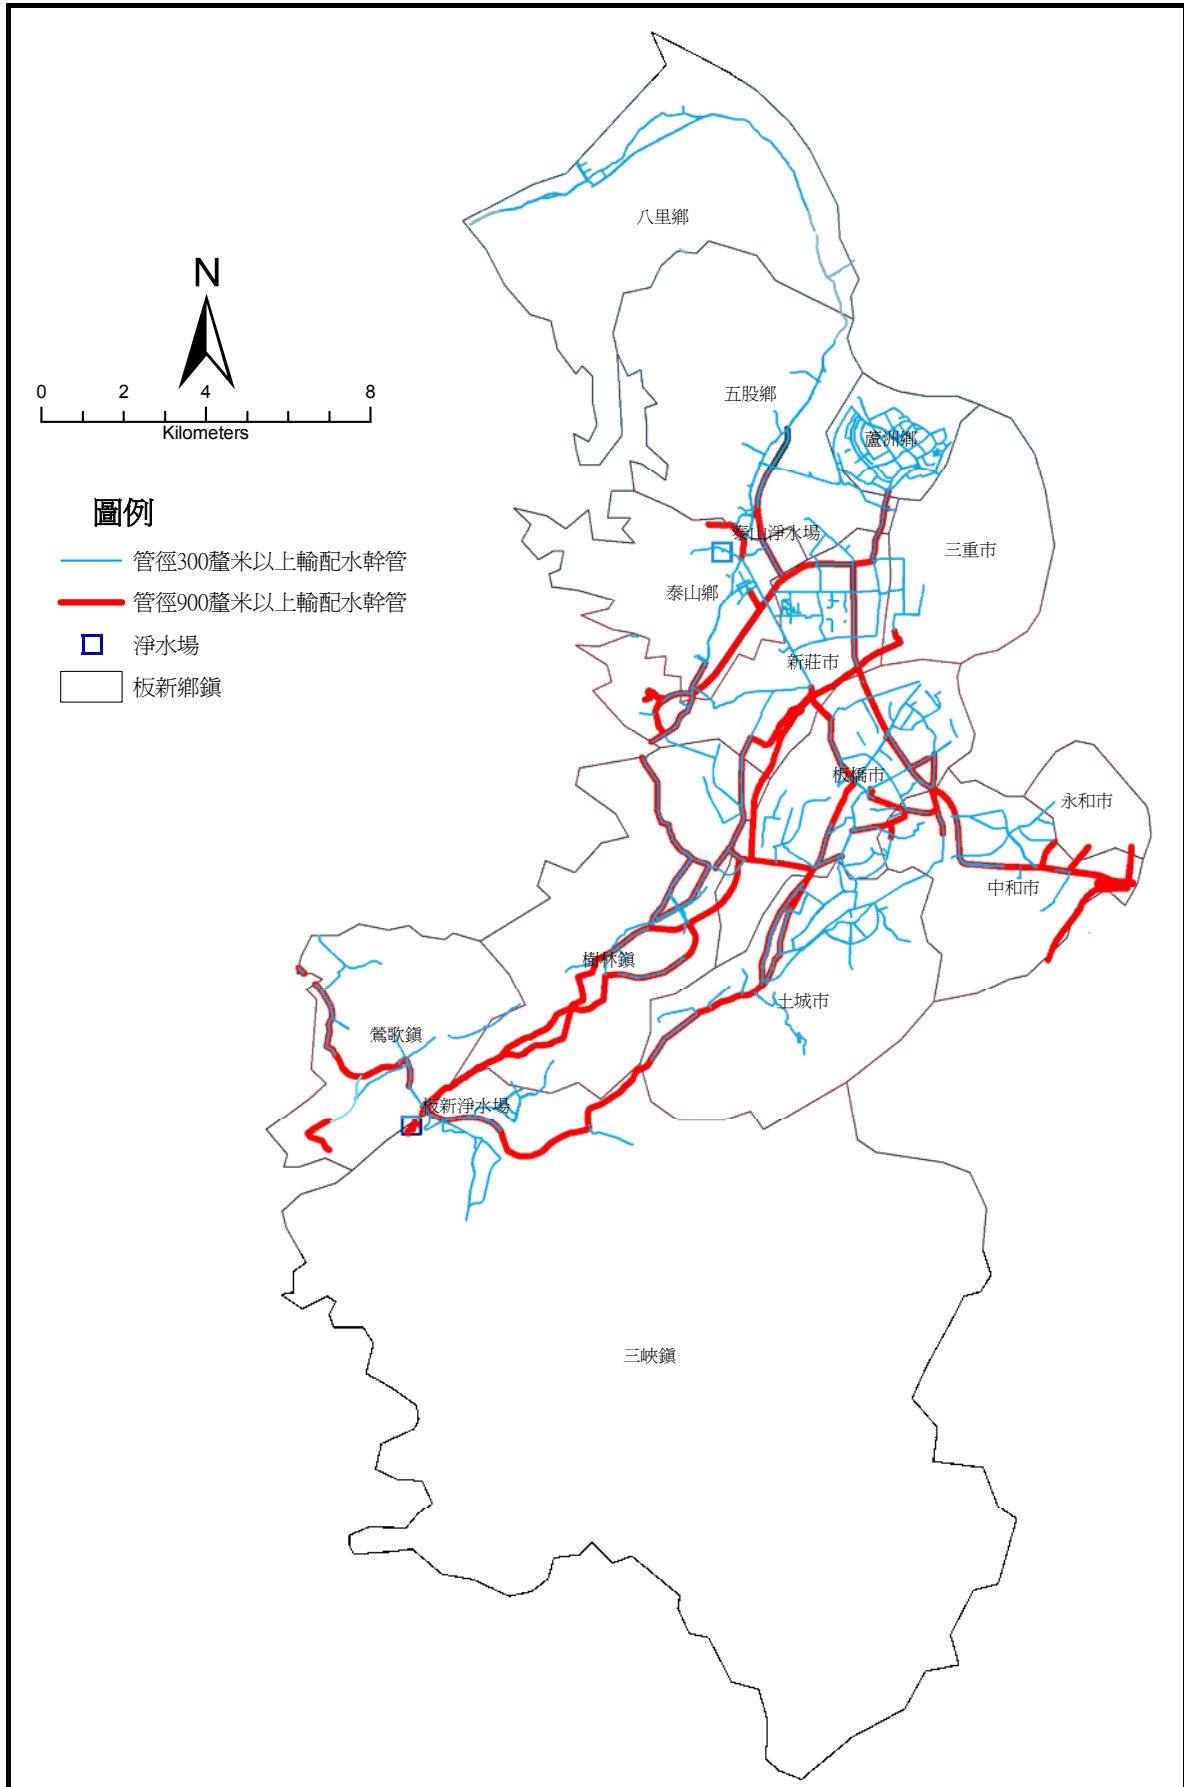 八里鄉
N
0 2 4 8
Kilometers
五股鄉
蘆洲鄉
圖例
管徑300釐米以上輸配水幹管
管徑900釐米以上輸配水幹管
淨水場
板新鄉鎮
泰山淨水場
三重市
泰山鄉
新莊市
板橋市
永和市
中和市
樹林鎮
土城市
鶯歌鎮
板新淨水場
三峽鎮